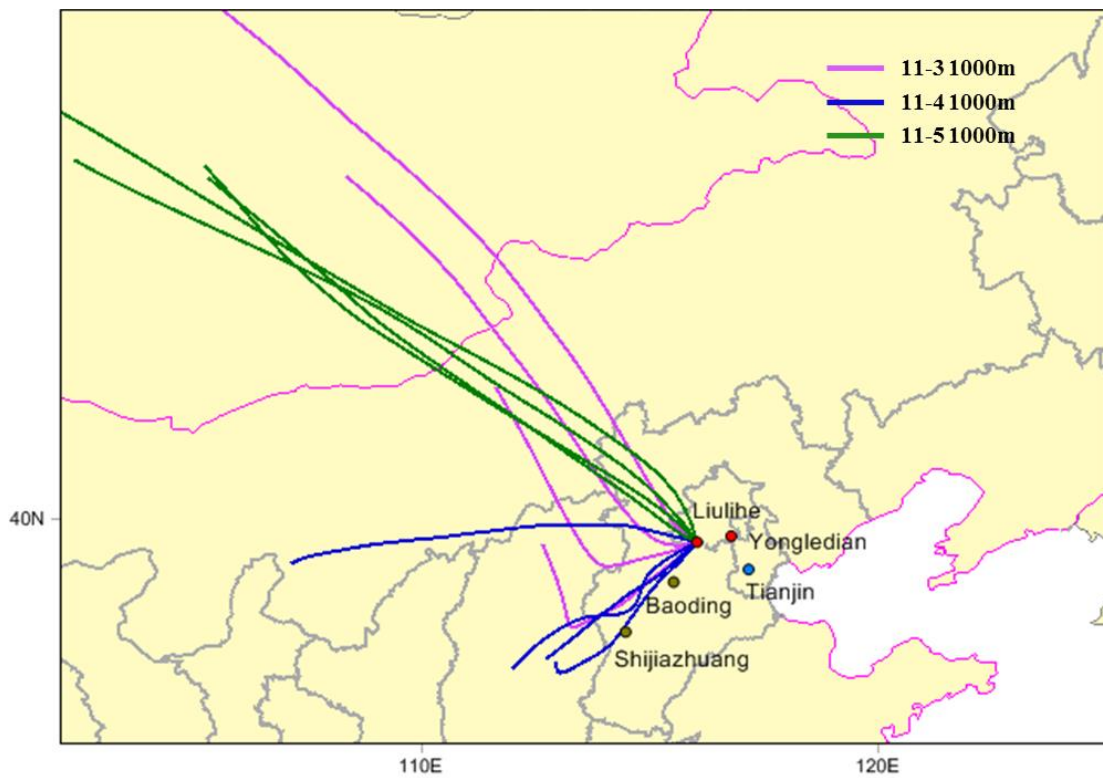 11-3 1000m
11-4 1000m
11-5 1000m
40N
Liulihe
Yongledian
Tianjin
Baoding
Shijiazhuang
110E
120E